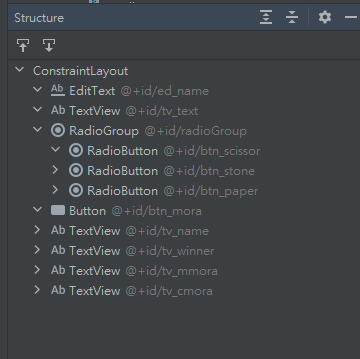 Structure
ConstraintLayout
Ab EditText @+id/ed_name
Ab TextView @+id/tv_text
RadioGroup @+id/radioGroup
RadioButton @+id/btn_scissor
RadioButton @+id/btn_stone
RadioButton @+id/btn_paper
Button @+id/btn_mora
Ab TextView @+id/tv_name
Ab TextView @+id/tv_winner
Ab TextView @+id/tv_mmora
Ab TextView @+id/tv_cmora